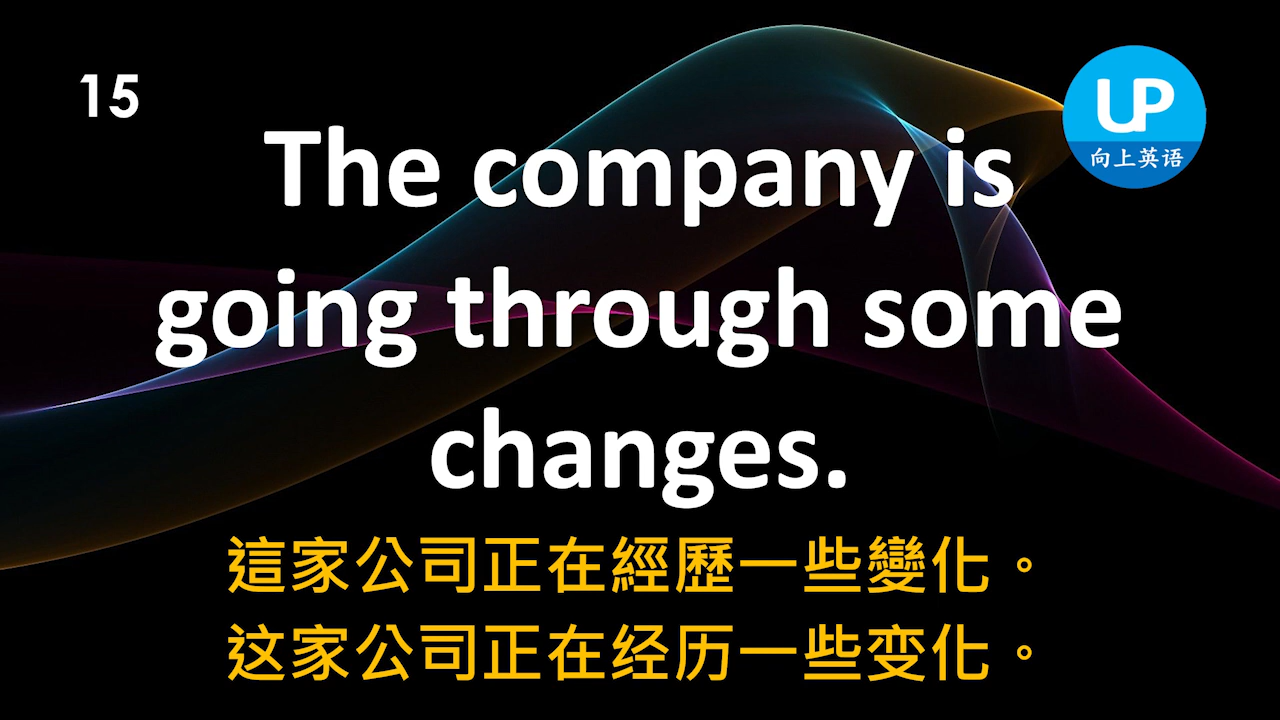 15
UP
向上英语
The company is
going through some
changes.
這家公司正在經歷一些變化。
这家公司正在经历一些变化。